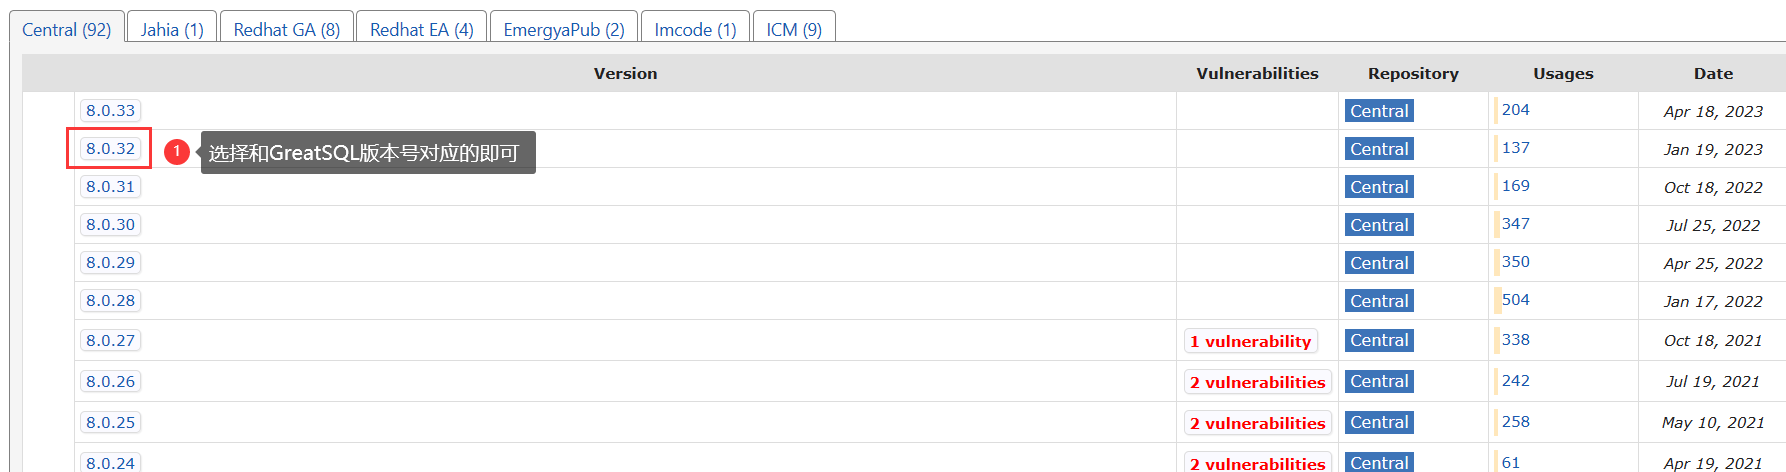 Central (92) Jahia (1) Redhat GA (8) Redhat EA (4) EmergyaPub (2) Imcode (1) ICM (9)
Version Vulnerabilities Repository Usages Date
8.0.33 Central 204 Apr 18, 2023
8.0.32 1 选择和GreatSQL版本号对应的即可 Central 137 Jan 19, 2023
8.0.31 Central 169 Oct 18, 2022
8.0.30 Central 347 Jul 25, 2022
8.0.29 Central 350 Apr 25, 2022
8.0.28 Central 504 Jan 17, 2022
8.0.27 1 vulnerability Central 338 Oct 18, 2021
8.0.26 2 vulnerabilities Central 242 Jul 19, 2021
8.0.25 2 vulnerabilities Central 258 May 10, 2021
8.0.24 2 vulnerabilities Central 61 Apr 19, 2021